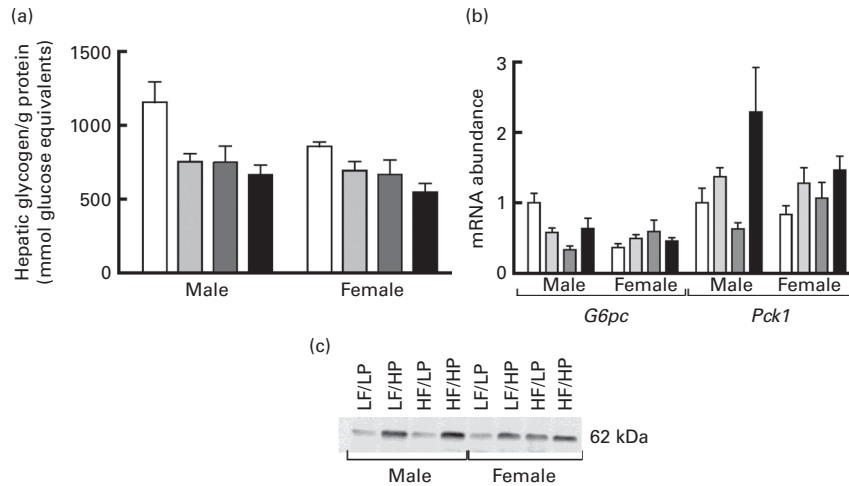 (a)
Hepatic glycogen/g protein
(mmol glucose equivalents)
1500
1000
500
0
Male
Female
(b)
mRNA abundance
3
2
1
0
Male
Female
Male
Female
G6pc
Pck1
(c)
LF/LP
LF/HP
HF/LP
HF/HP
LF/LP
LF/HP
HF/LP
HF/HP
62 kDa
Male
Female